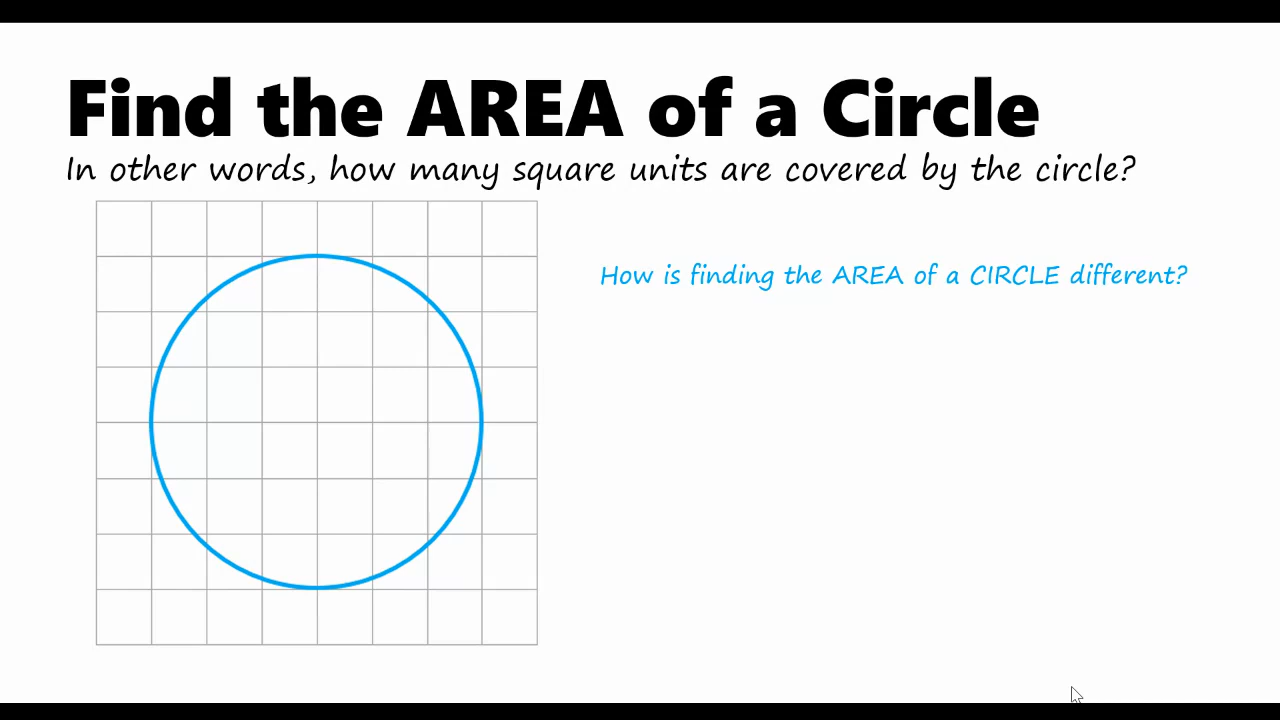 Find the AREA of a Circle
In other words, how many square units are covered by the circle?
How is finding the AREA of a CIRCLE different?